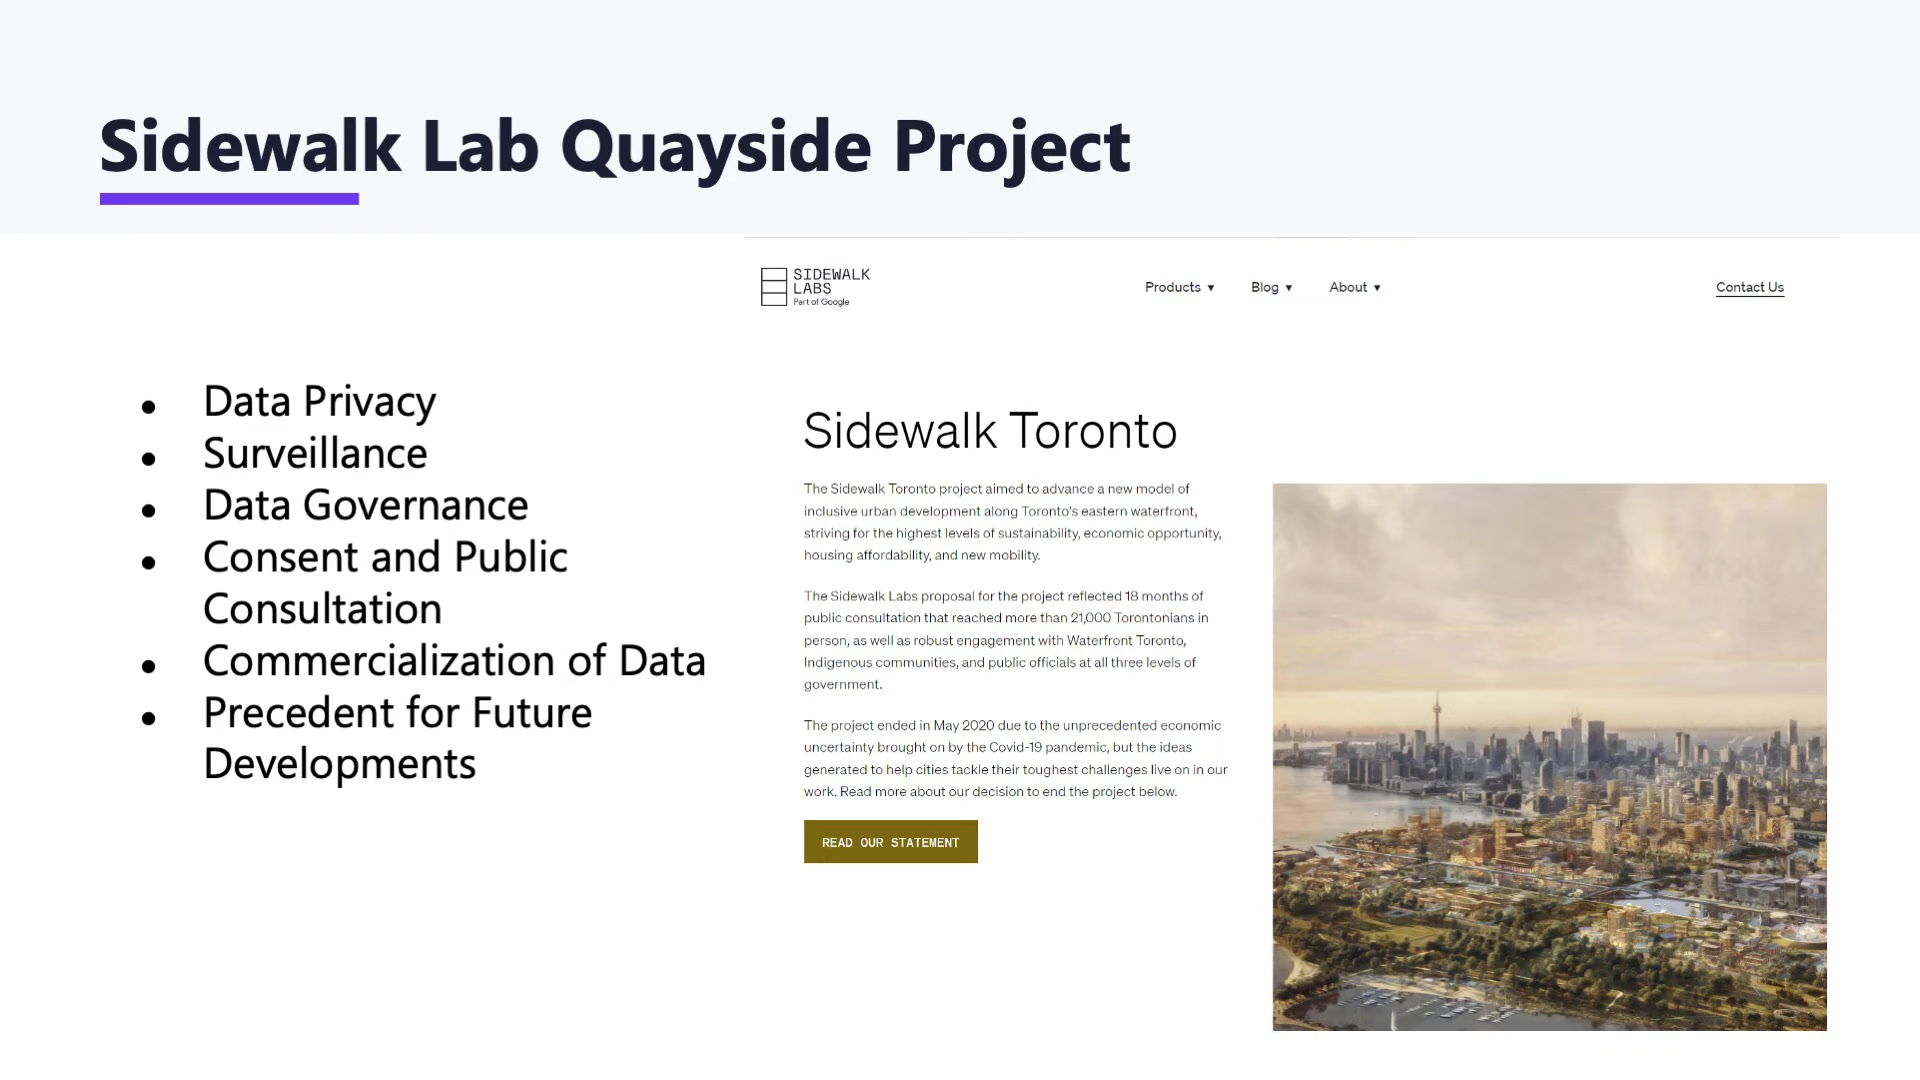 Sidewalk Lab Quayside Project
SIDEWALK
LABS
Part of Google
Products ▾
Blog ▾
About ▾
Contact Us
• Data Privacy
• Surveillance
• Data Governance
• Consent and Public
Consultation
• Commercialization of Data
• Precedent for Future
Developments
Sidewalk Toronto
The Sidewalk Toronto project aimed to advance a new model of
inclusive urban development along Toronto's eastern waterfront,
striving for the highest levels of sustainability, economic opportunity,
housing affordability, and new mobility.
The Sidewalk Labs proposal for the project reflected 18 months of
public consultation that reached more than 21,000 Torontonians in
person, as well as robust engagement with Waterfront Toronto,
Indigenous communities, and public officials at all three levels of
government.
The project ended in May 2020 due to the unprecedented economic
uncertainty brought on by the Covid-19 pandemic, but the ideas
generated to help cities tackle their toughest challenges live on in our
work. Read more about our decision to end the project below.
READ OUR STATEMENT